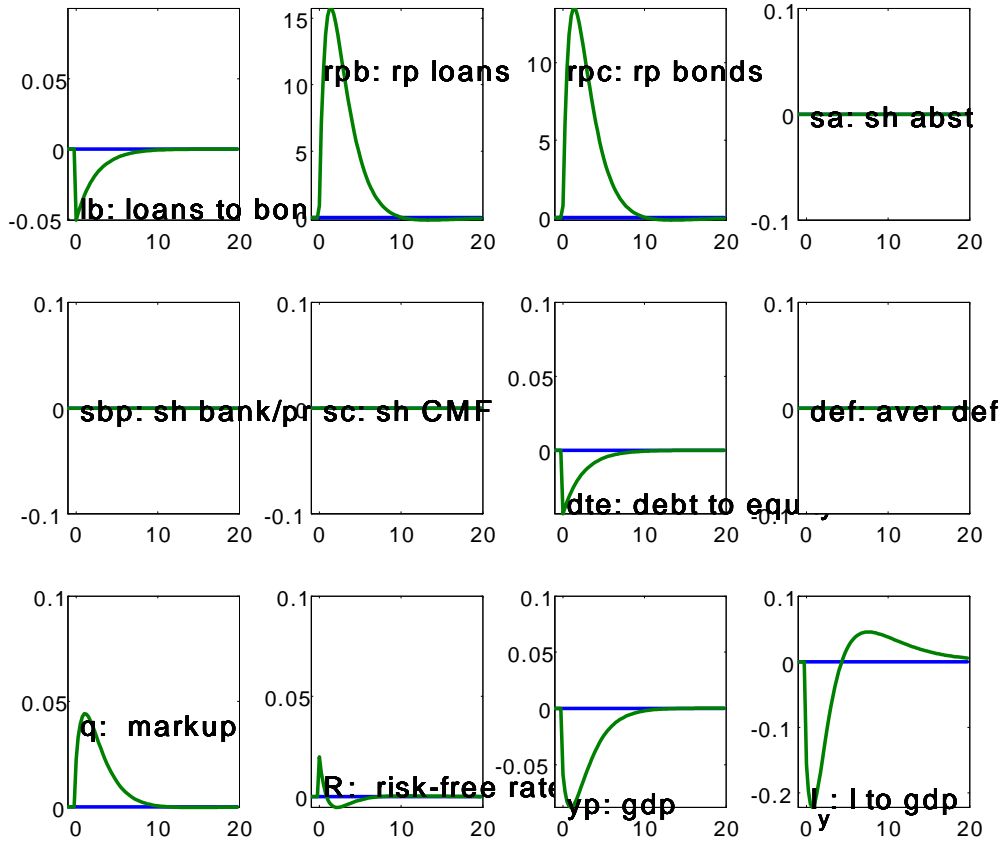 0.05
0
-0.05
0 10 20
lb: loans to bon
15
10
5
0
0 10 20
rpb: rp loans
10
5
0
0 10 20
rpc: rp bonds
0.1
0
-0.1
0 10 20
sa: sh abst
0.1
0
-0.1
0 10 20
sbp: sh bank/pr
0.1
0
-0.1
0 10 20
sc: sh CMF
0.1
0.05
0
0 10 20
dte: debt to equity
0.1
0
-0.1
0 10 20
def: aver def
0.1
0.05
0
0 10 20
q: markup
0.1
0.05
0
0 10 20
R: risk-free rate
0.1
0.05
0
-0.05
0 10 20
yp: gdp
0.1
0
-0.1
-0.2
0 10 20
I_y: I to gdp